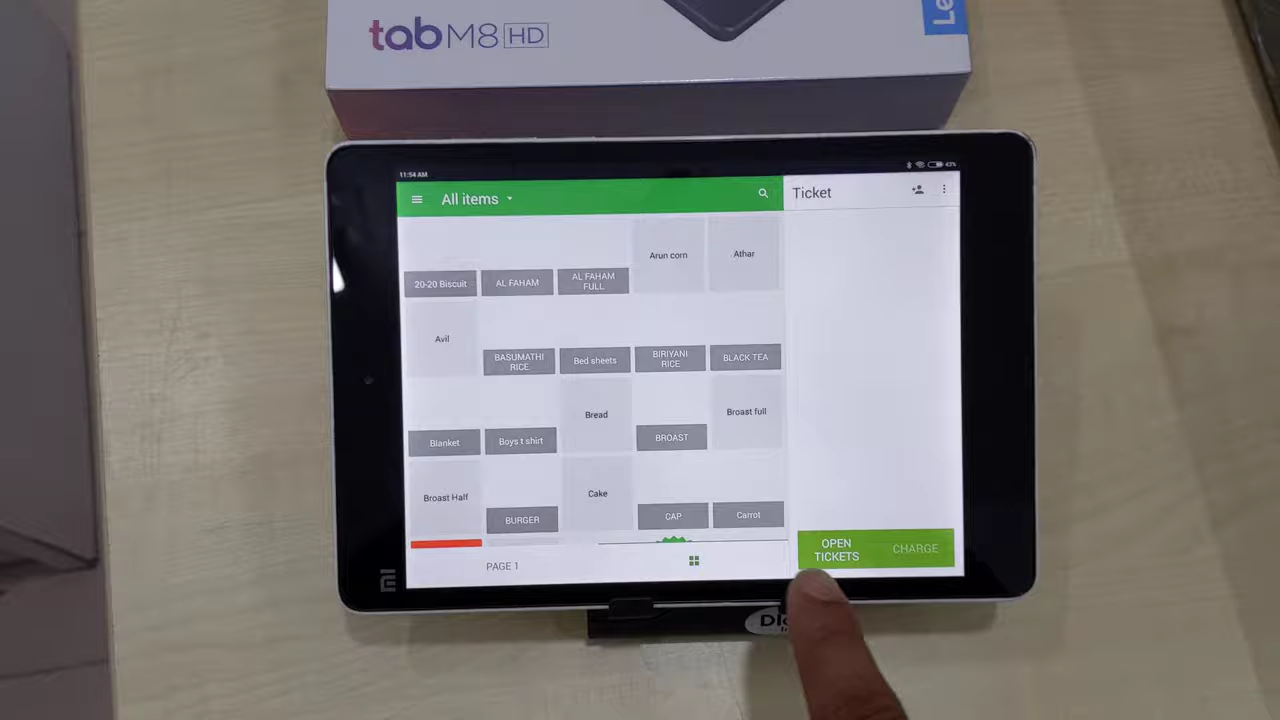 tab M8 HD
Le
11:54 AM
All items
Ticket
20-20 Biscuit
AL FAHAM
AL FAHAM
FULL
Arun corn
Athar
Avil
BASUMATHI
RICE
Bed sheets
BIRIYANI
RICE
BLACK TEA
Blanket
Boys t shirt
Bread
BROAST
Broast full
Broast Half
BURGER
Cake
CAP
Carrot
PAGE 1
OPEN
TICKETS
CHARGE
mi